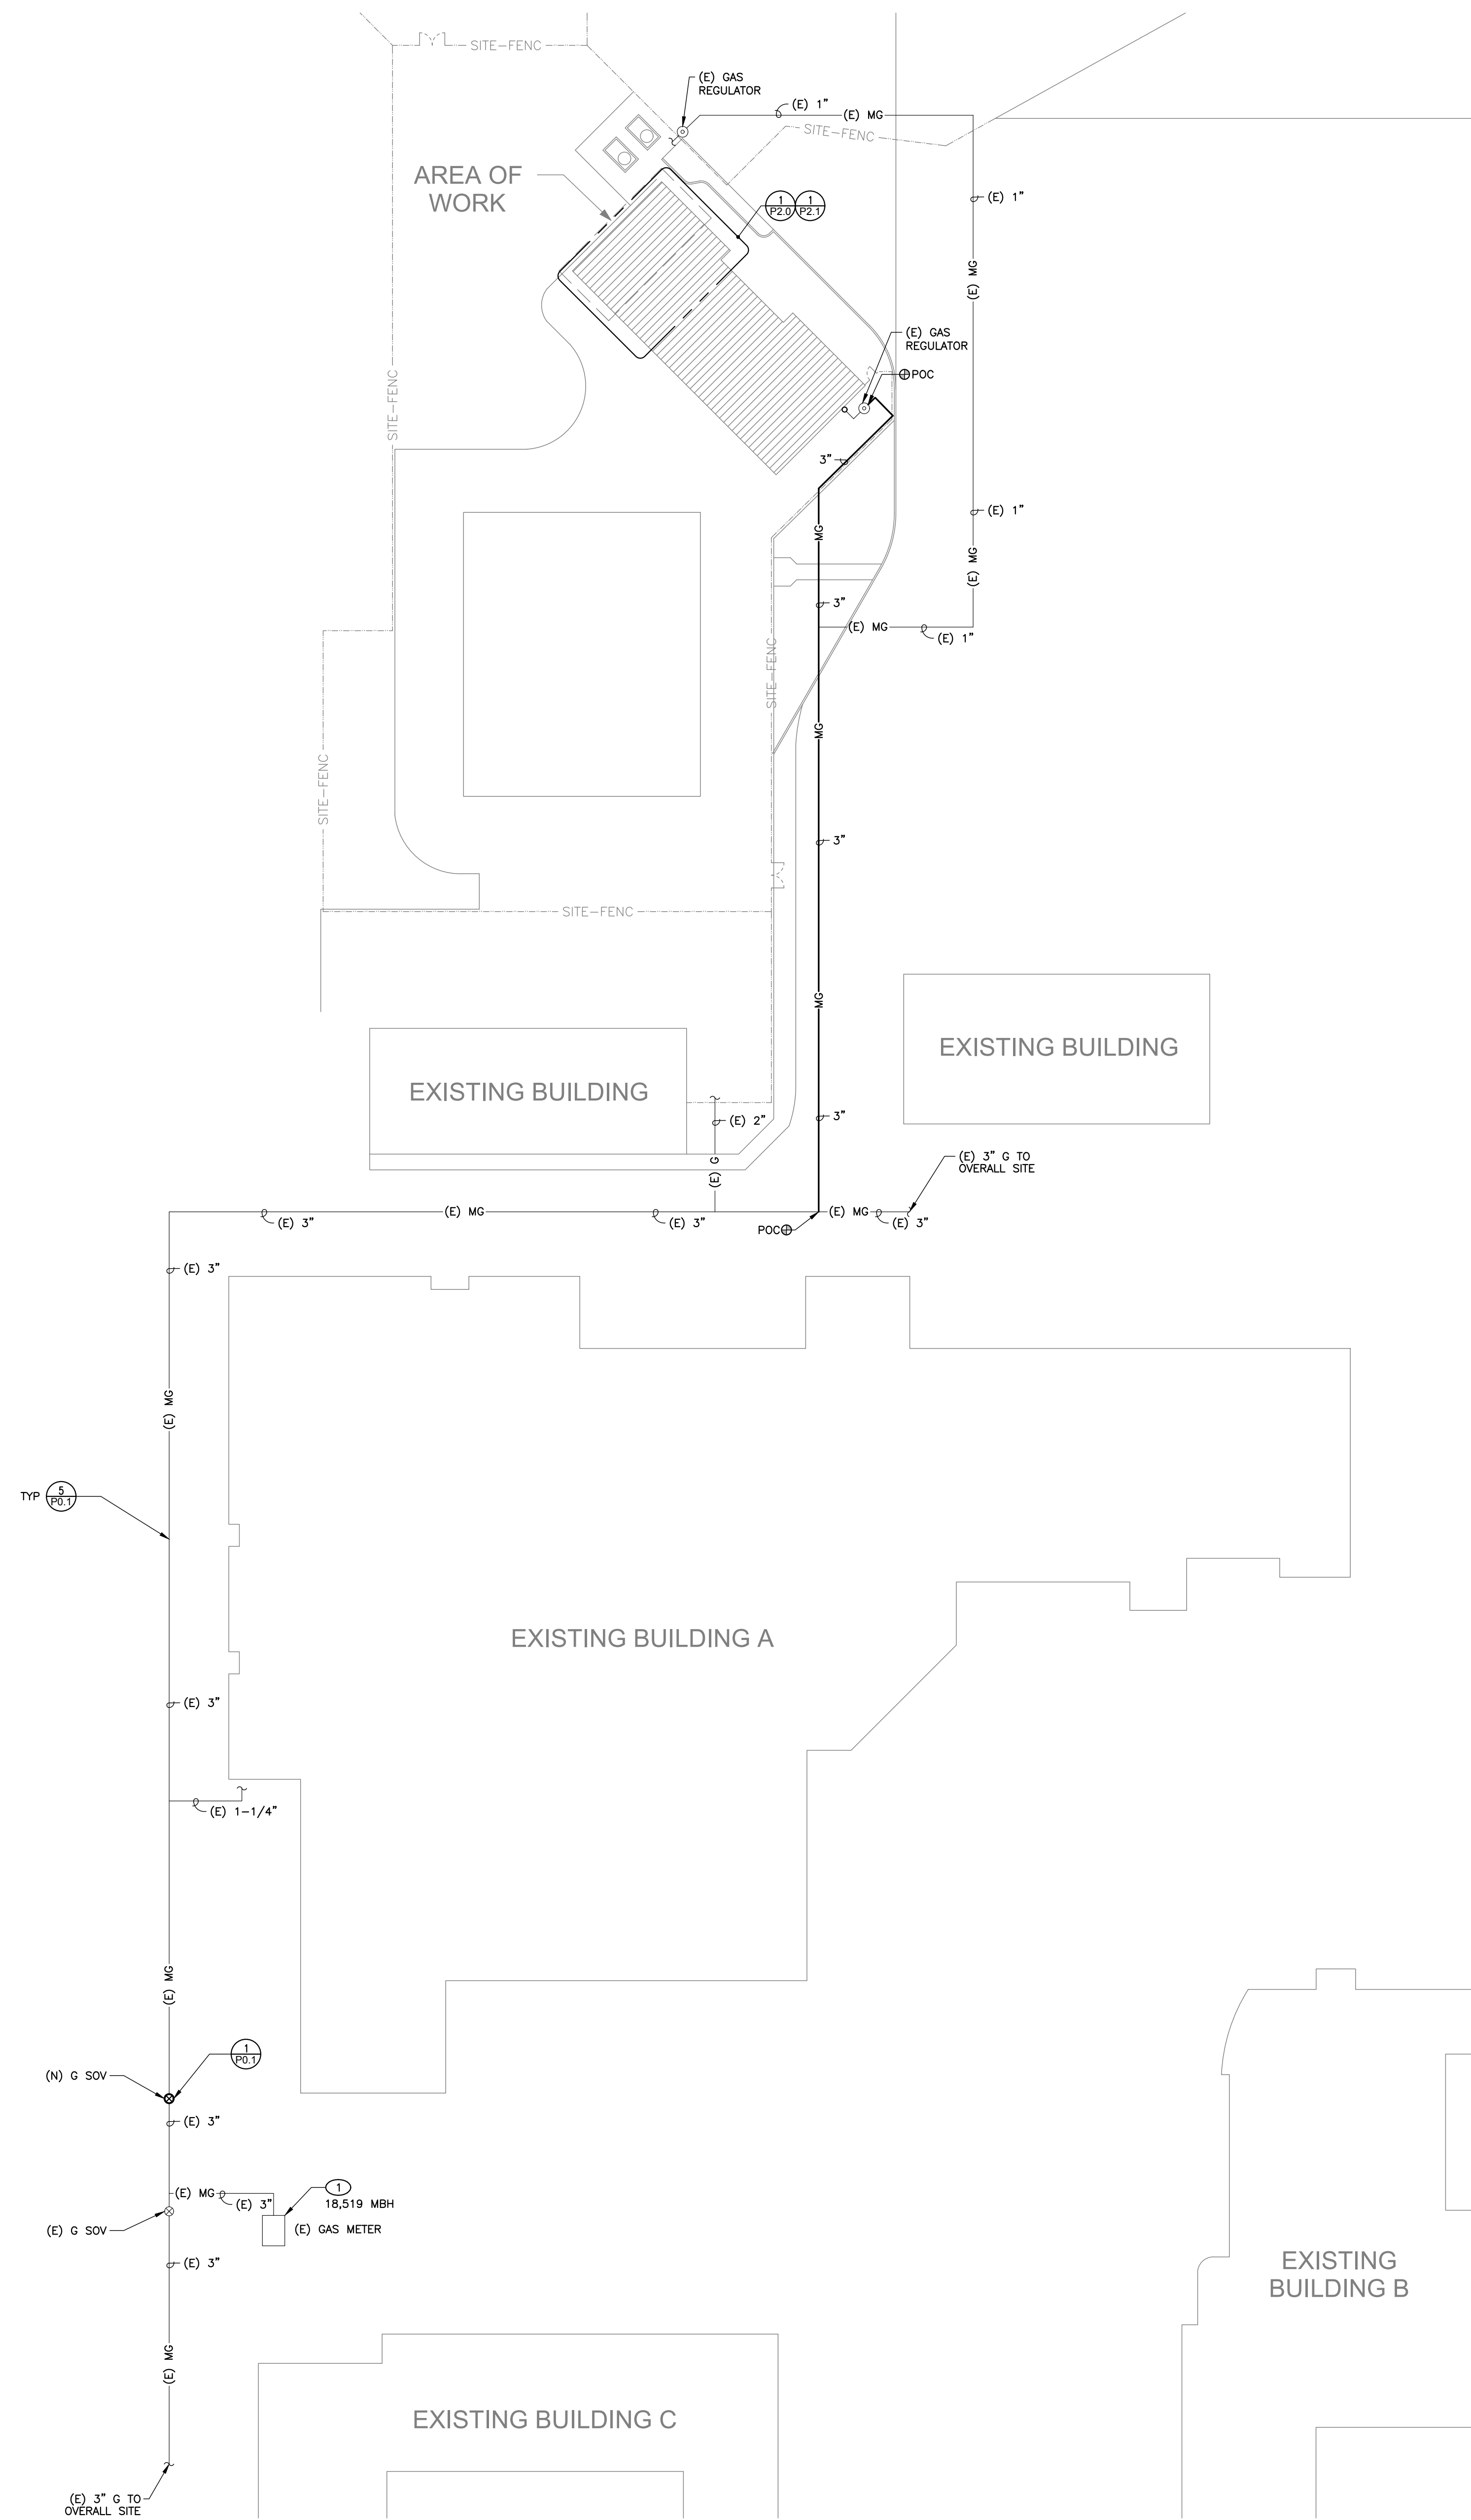 SITE-FENC
(E) GAS
REGULATOR
(E) 1"
(E) MG
SITE-FENC
AREA OF
WORK
1
P2.0
1
P2.1
(E) 1"
(E) MG
(E) GAS
REGULATOR
POC
SITE-FENC
3"
(E) 1"
MG
(E) MG
3"
(E) MG
(E) 1"
SITE-FENC
MG
SITE-FENC
3"
SITE-FENC
MG
EXISTING BUILDING
EXISTING BUILDING
3"
(E) 2"
(E) G
(E) 3" G TO
OVERALL SITE
(E) MG
(E) 3"
(E) 3"
POC
(E) MG
(E) 3"
(E) 3"
(E) MG
TYP
5
P0.1
EXISTING BUILDING A
(E) 3"
(E) 1-1/4"
(E) MG
1
P0.1
(N) G SOV
(E) 3"
(E) MG
(E) 3"
1
18,519 MBH
(E) GAS METER
(E) G SOV
(E) 3"
EXISTING
BUILDING B
(E) MG
EXISTING BUILDING C
(E) 3" G TO
OVERALL SITE